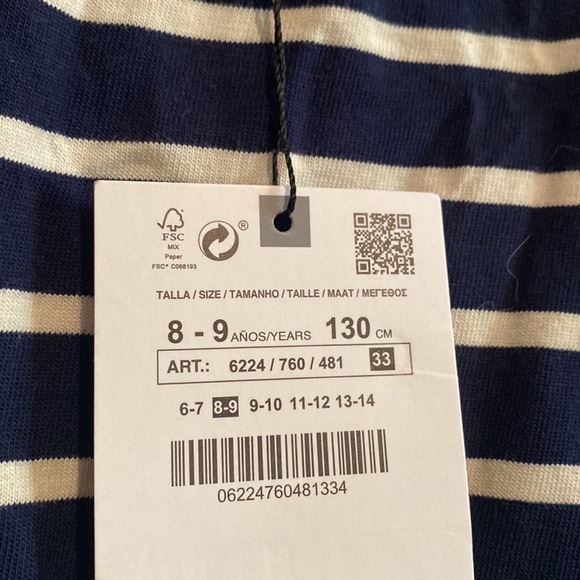 FSC
MIX
Paper
FSC® C068193
®
TALLA / SIZE / TAMANHO / TAILLE / MAAT / ΜΕΓΕΘΟΣ
8 - 9 AÑOS/YEARS 130 CM
ART.: 6224 / 760 / 481 33
6-7 8-9 9-10 11-12 13-14
06224760481334